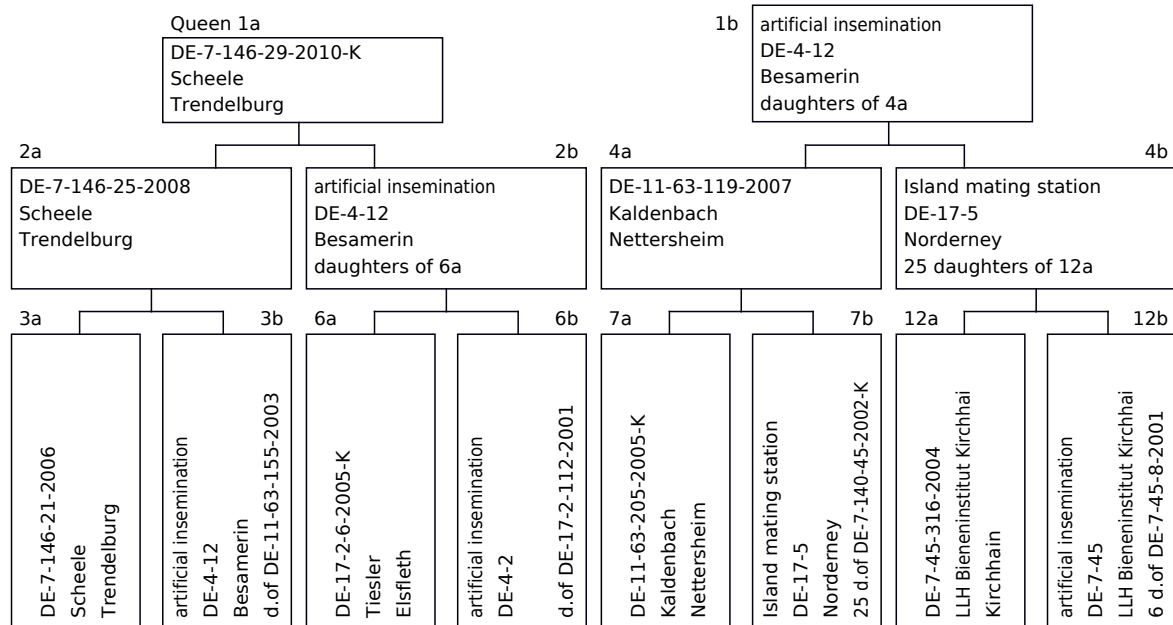 Queen 1a
DE-7-146-29-2010-K
Scheele
Trendelburg
1b
artificial insemination
DE-4-12
Besamerin
daughters of 4a
2a
DE-7-146-25-2008
Scheele
Trendelburg
2b
artificial insemination
DE-4-12
Besamerin
daughters of 6a
4a
DE-11-63-119-2007
Kaldenbach
Nettersheim
4b
Island mating station
DE-17-5
Norderney
25 daughters of 12a
3a
DE-7-146-21-2006
Scheele
Trendelburg
3b
artificial insemination
DE-4-12
Besamerin
d.of DE-11-63-155-2003
6a
DE-17-2-6-2005-K
Tiesler
Elsfleth
6b
artificial insemination
DE-4-2
d.of DE-17-2-112-2001
7a
DE-11-63-205-2005-K
Kaldenbach
Nettersheim
7b
Island mating station
DE-17-5
Norderney
25 d.of DE-7-140-45-2002-K
12a
DE-7-45-316-2004
LLH Bieneninstitut Kirchhai
Kirchhain
12b
artificial insemination
DE-7-45
LLH Bieneninstitut Kirchhai
6 d.of DE-7-45-8-2001